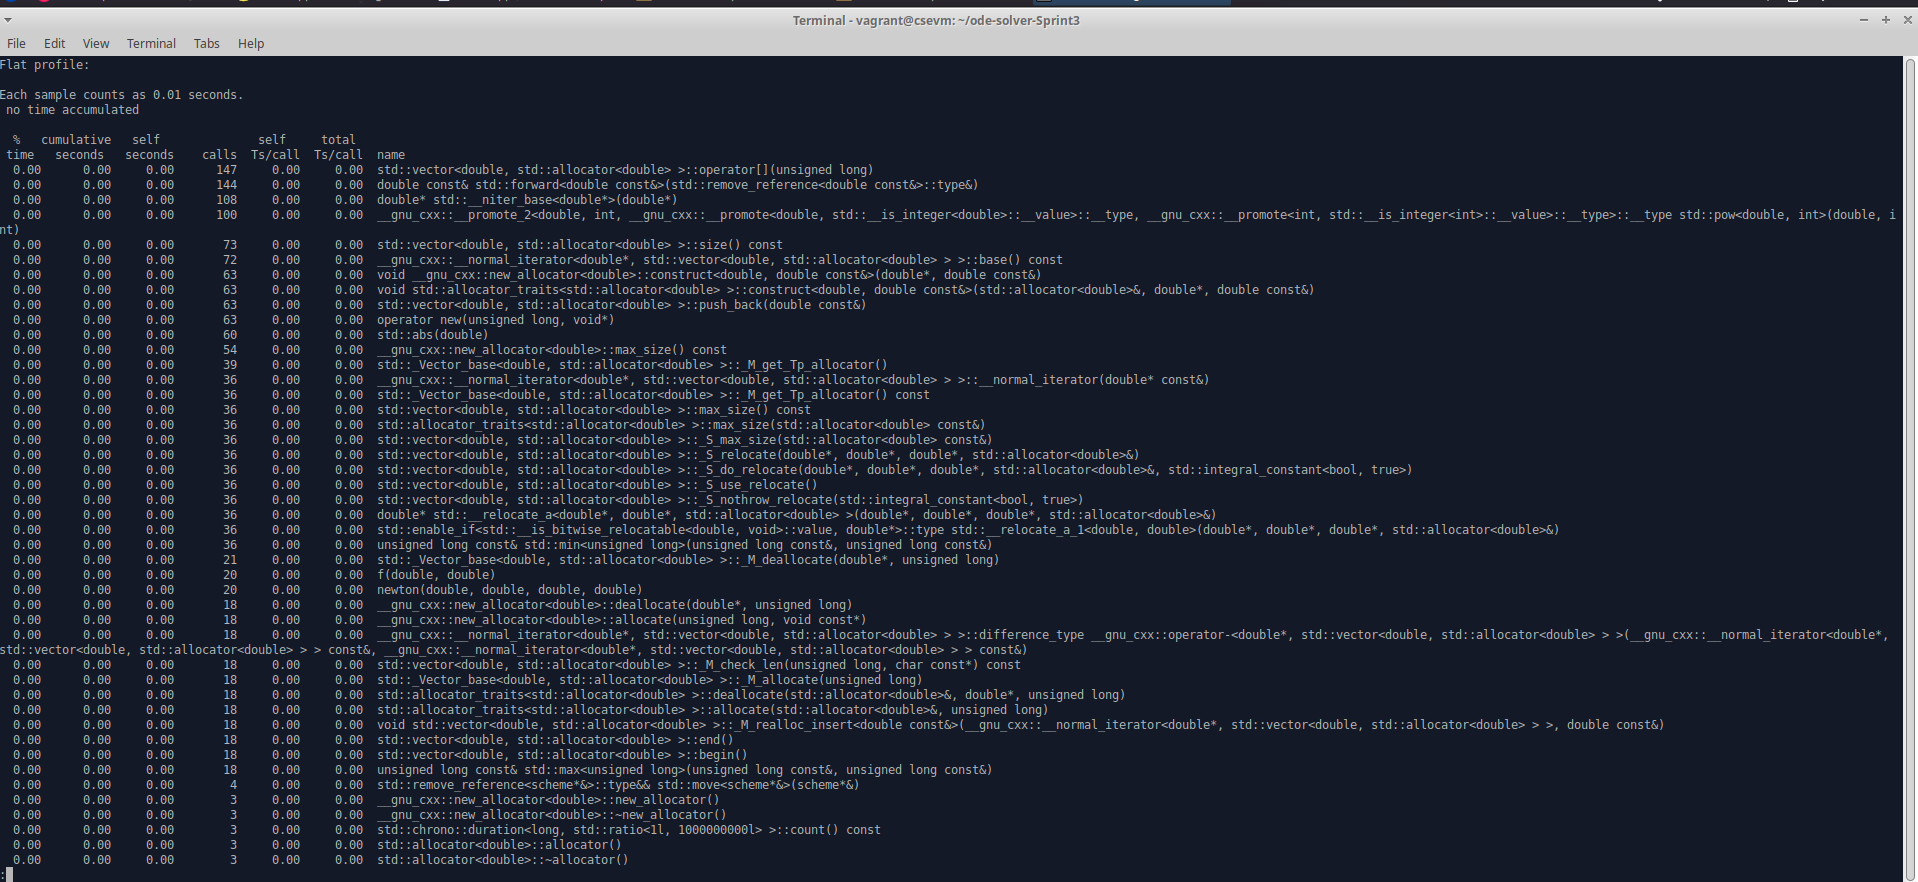 Terminal - vagrant@csevm: ~/ode-solver-Sprint3
File Edit View Terminal Tabs Help
Flat profile:
Each sample counts as 0.01 seconds.
no time accumulated
% cumulative self self total
time seconds seconds calls Ts/call Ts/call name
0.00 0.00 0.00 147 0.00 0.00 std::vector<double, std::allocator<double> >::operator[](unsigned long)
0.00 0.00 0.00 144 0.00 0.00 double const& std::forward<double const&>(std::remove_reference<double const&>::type&)
0.00 0.00 0.00 108 0.00 0.00 double* std::__niter_base<double*>(double*)
0.00 0.00 0.00 100 0.00 0.00 __gnu_cxx::__promote_2<double, int, __gnu_cxx::__promote<double, std::__is_integer<double>::__value>::__type, __gnu_cxx::__promote<int, std::__is_integer<int>::__value>::__type>::__type std::pow<double, int>(double, i
nt)
0.00 0.00 0.00 73 0.00 0.00 std::vector<double, std::allocator<double> >::size() const
0.00 0.00 0.00 72 0.00 0.00 __gnu_cxx::__normal_iterator<double*, std::vector<double, std::allocator<double> > >::base() const
0.00 0.00 0.00 63 0.00 0.00 void __gnu_cxx::new_allocator<double>::construct<double, double const&>(double*, double const&)
0.00 0.00 0.00 63 0.00 0.00 void std::allocator_traits<std::allocator<double> >::construct<double, double const&>(std::allocator<double>&, double*, double const&)
0.00 0.00 0.00 63 0.00 0.00 std::vector<double, std::allocator<double> >::push_back(double const&)
0.00 0.00 0.00 63 0.00 0.00 operator new(unsigned long, void*)
0.00 0.00 0.00 60 0.00 0.00 std::abs(double)
0.00 0.00 0.00 54 0.00 0.00 __gnu_cxx::new_allocator<double>::max_size() const
0.00 0.00 0.00 39 0.00 0.00 std::_Vector_base<double, std::allocator<double> >::_M_get_Tp_allocator()
0.00 0.00 0.00 36 0.00 0.00 __gnu_cxx::__normal_iterator<double*, std::vector<double, std::allocator<double> > >::__normal_iterator(double* const&)
0.00 0.00 0.00 36 0.00 0.00 std::_Vector_base<double, std::allocator<double> >::_M_get_Tp_allocator() const
0.00 0.00 0.00 36 0.00 0.00 std::vector<double, std::allocator<double> >::max_size() const
0.00 0.00 0.00 36 0.00 0.00 std::allocator_traits<std::allocator<double> >::max_size(std::allocator<double> const&)
0.00 0.00 0.00 36 0.00 0.00 std::vector<double, std::allocator<double> >::_S_max_size(std::allocator<double> const&)
0.00 0.00 0.00 36 0.00 0.00 std::vector<double, std::allocator<double> >::_S_relocate(double*, double*, double*, std::allocator<double>&)
0.00 0.00 0.00 36 0.00 0.00 std::vector<double, std::allocator<double> >::_S_do_relocate(double*, double*, double*, std::allocator<double>&, std::integral_constant<bool, true>)
0.00 0.00 0.00 36 0.00 0.00 std::vector<double, std::allocator<double> >::_S_use_relocate()
0.00 0.00 0.00 36 0.00 0.00 std::vector<double, std::allocator<double> >::_S_nothrow_relocate(std::integral_constant<bool, true>)
0.00 0.00 0.00 36 0.00 0.00 double* std::__relocate_a<double*, double*, std::allocator<double> >(double*, double*, double*, std::allocator<double>&)
0.00 0.00 0.00 36 0.00 0.00 std::enable_if<std::__is_bitwise_relocatable<double, void>::value, double*>::type std::__relocate_a_1<double, double>(double*, double*, double*, std::allocator<double>&)
0.00 0.00 0.00 36 0.00 0.00 unsigned long const& std::min<unsigned long>(unsigned long const&, unsigned long const&)
0.00 0.00 0.00 21 0.00 0.00 std::_Vector_base<double, std::allocator<double> >::_M_deallocate(double*, unsigned long)
0.00 0.00 0.00 20 0.00 0.00 f(double, double)
0.00 0.00 0.00 20 0.00 0.00 newton(double, double, double, double)
0.00 0.00 0.00 18 0.00 0.00 __gnu_cxx::new_allocator<double>::deallocate(double*, unsigned long)
0.00 0.00 0.00 18 0.00 0.00 __gnu_cxx::new_allocator<double>::allocate(unsigned long, void const*)
0.00 0.00 0.00 18 0.00 0.00 __gnu_cxx::__normal_iterator<double*, std::vector<double, std::allocator<double> > >::difference_type __gnu_cxx::operator-<double*, std::vector<double, std::allocator<double> > >(__gnu_cxx::__normal_iterator<double*,
std::vector<double, std::allocator<double> > > const&, __gnu_cxx::__normal_iterator<double*, std::vector<double, std::allocator<double> > > const&)
0.00 0.00 0.00 18 0.00 0.00 std::vector<double, std::allocator<double> >::_M_check_len(unsigned long, char const*) const
0.00 0.00 0.00 18 0.00 0.00 std::_Vector_base<double, std::allocator<double> >::_M_allocate(unsigned long)
0.00 0.00 0.00 18 0.00 0.00 std::allocator_traits<std::allocator<double> >::deallocate(std::allocator<double>&, double*, unsigned long)
0.00 0.00 0.00 18 0.00 0.00 std::allocator_traits<std::allocator<double> >::allocate(std::allocator<double>&, unsigned long)
0.00 0.00 0.00 18 0.00 0.00 void std::vector<double, std::allocator<double> >::_M_realloc_insert<double const&>(__gnu_cxx::__normal_iterator<double*, std::vector<double, std::allocator<double> > >, double const&)
0.00 0.00 0.00 18 0.00 0.00 std::vector<double, std::allocator<double> >::end()
0.00 0.00 0.00 18 0.00 0.00 std::vector<double, std::allocator<double> >::begin()
0.00 0.00 0.00 18 0.00 0.00 unsigned long const& std::max<unsigned long>(unsigned long const&, unsigned long const&)
0.00 0.00 0.00 4 0.00 0.00 std::remove_reference<scheme*&>::type&& std::move<scheme*&>(scheme*&)
0.00 0.00 0.00 3 0.00 0.00 __gnu_cxx::new_allocator<double>::new_allocator()
0.00 0.00 0.00 3 0.00 0.00 __gnu_cxx::new_allocator<double>::~new_allocator()
0.00 0.00 0.00 3 0.00 0.00 std::chrono::duration<long, std::ratio<1l, 1000000000l> >::count() const
0.00 0.00 0.00 3 0.00 0.00 std::allocator<double>::allocator()
0.00 0.00 0.00 3 0.00 0.00 std::allocator<double>::~allocator()
: